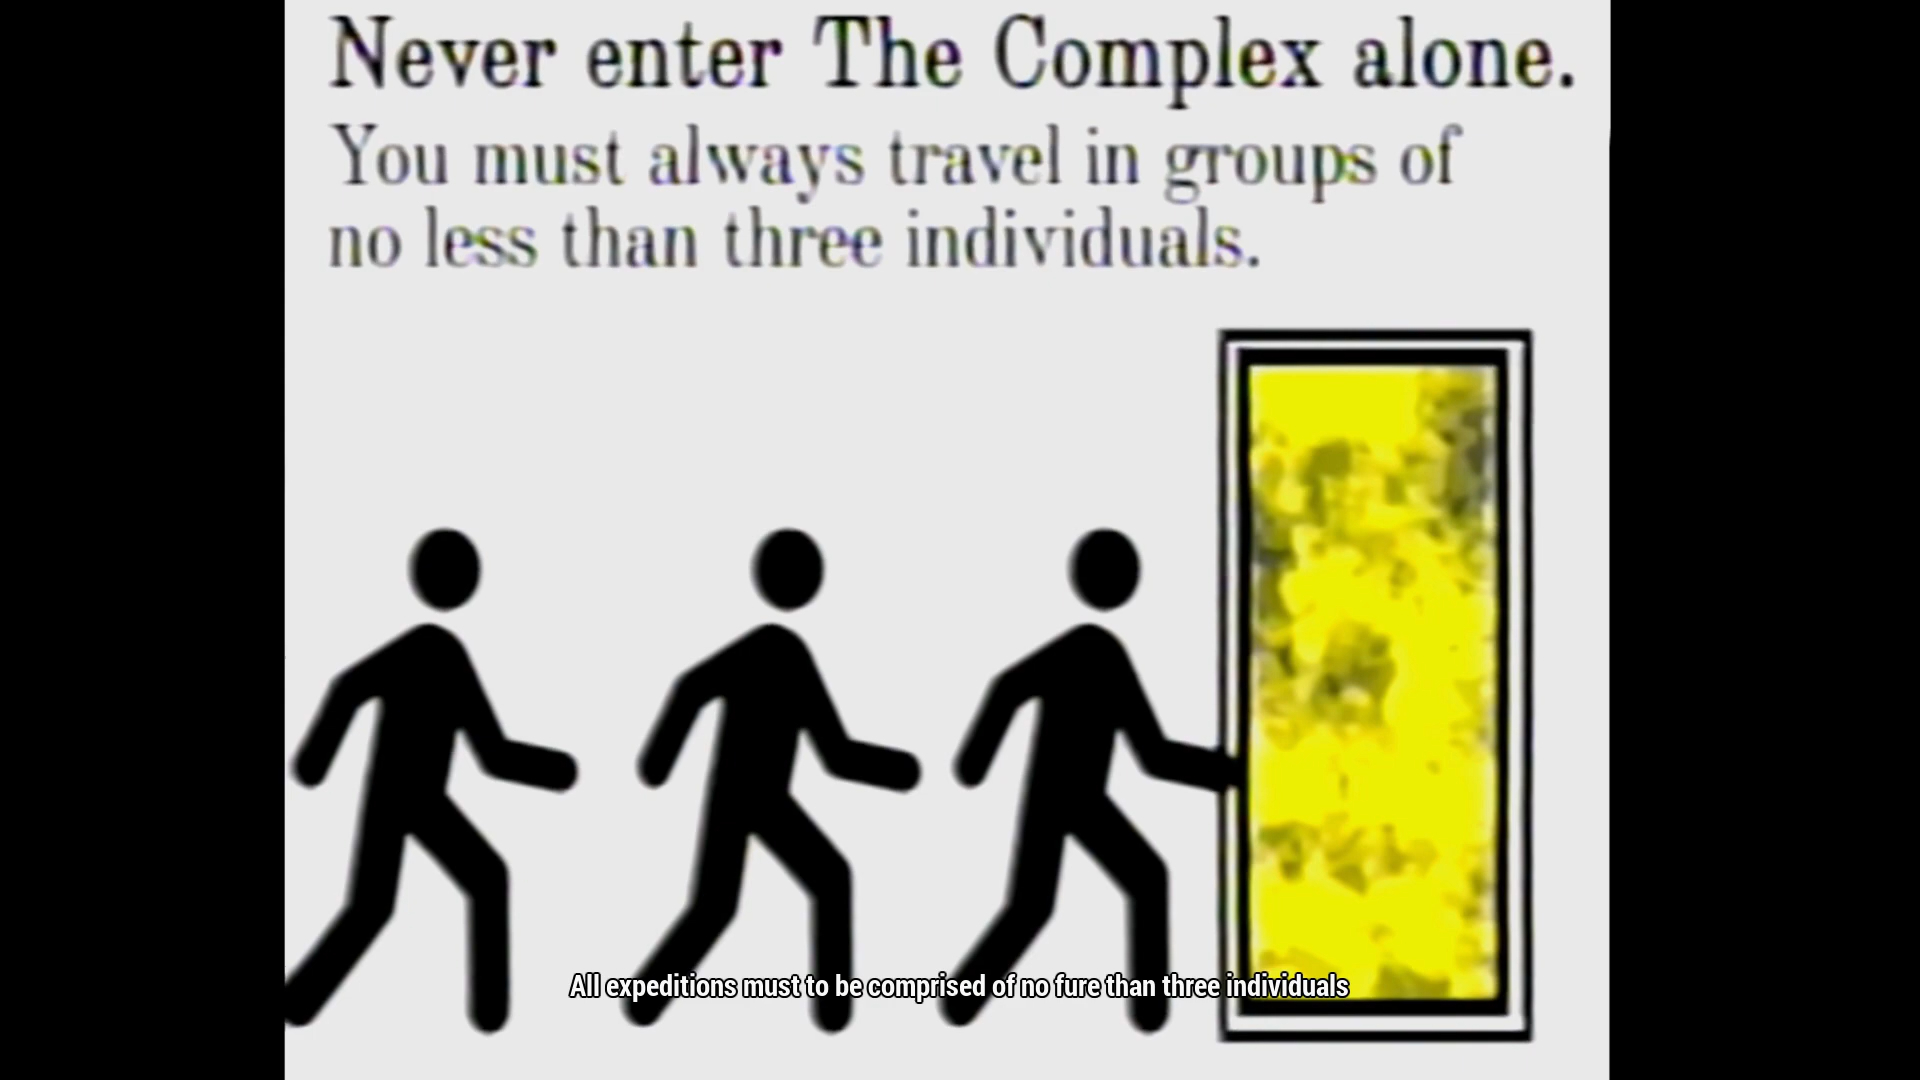 Never enter The Complex alone.
You must always travel in groups of
no less than three individuals.
All expeditions must to be comprised of no fure than three individuals